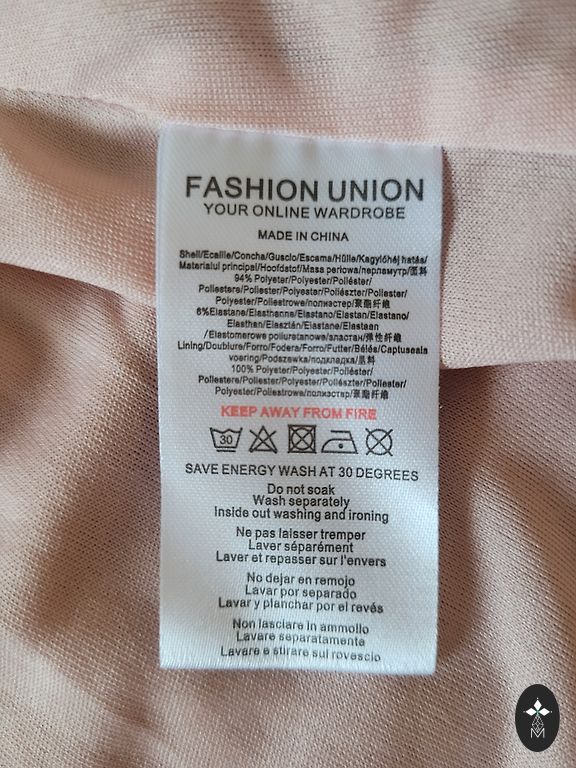 FASHION UNION
YOUR ONLINE WARDROBE
MADE IN CHINA
Shell/Ecaille/Concha/Guscio/Escama/Hülle/Kagylóhéj hatás/
Materialul principal/Hoofdstof/Masa perłowa/перламутр/面料
94% Polyeter/Polyester/Poliéster/
Poliestere/Poliester/Polyester/Poliészter/Poliester/
Polyester/Poliestrowe/полиэстер/聚酯纤维
6%Elastane/Elasthanne/Elastano/Elastan/Elastano/
Elasthan/Elasztán/Elastane/Elastaan
/Elastomerowe poliuretanowe/эластан/弹性纤维
Lining/Doublure/Forro/Fodera/Forro/Futter/Bélés/Captuseala
voering/Podszewka/подкладка/里料
100% Polyeter/Polyester/Poliéster/
Poliestere/Poliester/Polyester/Poliészter/Poliester/
Polyester/Poliestrowe/полиэстер/聚酯纤维
KEEP AWAY FROM FIRE
30
SAVE ENERGY WASH AT 30 DEGREES
Do not soak
Wash separately
Inside out washing and ironing
Ne pas laisser tremper
Laver séparément
Laver et repasser sur l'envers
No dejar en remojo
Lavar por separado
Lavar y planchar por el revés
Non lasciare in ammollo
Lavare separatamente
Lavare e stirare sul rovescio
M